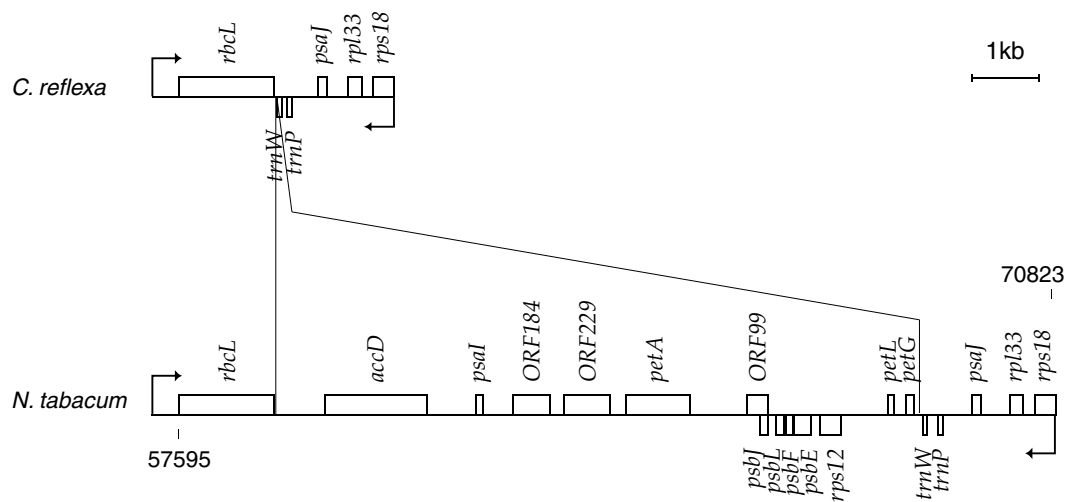 rbcL psaJ rpl33 rps18
1kb
C. reflexa
trnW trnP
70823
rbcL accD psaI ORF184 ORF229 petA ORF99 petL petG psaJ rpl33 rps18
N. tabacum
57595
psbJ psbL psbF psbE rps12 trnW trnP